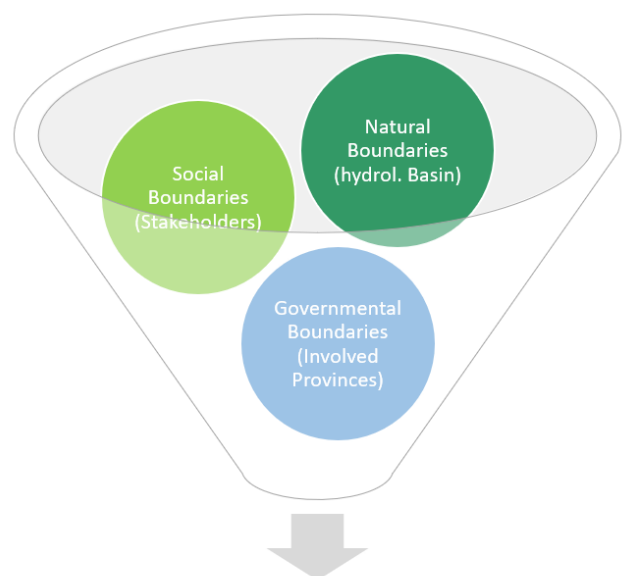 Natural
Boundaries
(hydrol. Basin)
Social
Boundaries
(Stakeholders)
Governmental
Boundaries
(Involved
Provinces)